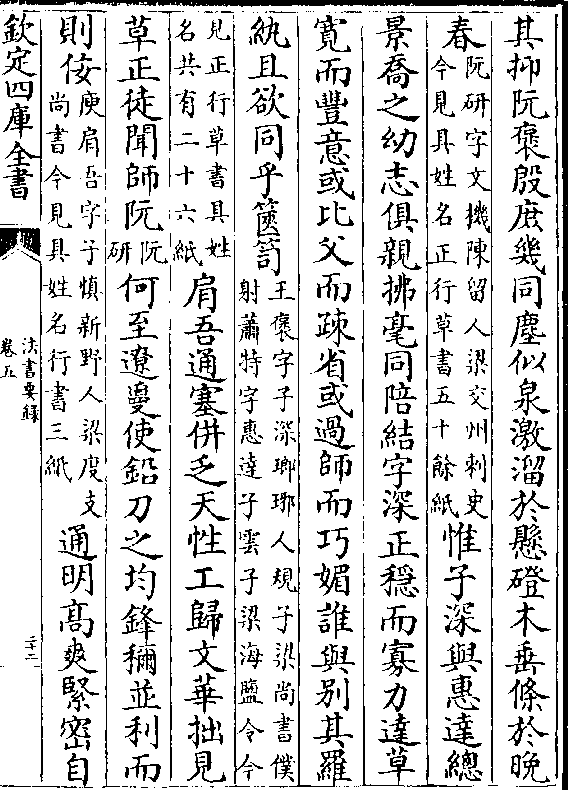 其抑阮褒殷庶幾同塵似泉激溜於懸磴木垂條於晚
春阮研字文機陳留人梁交州刺史今見具姓名正行草書五十餘紙惟子深與惠達總
景喬之幼志俱親拂毫同陪結字深正穩而寡力達草
寛而豐意或比父而疎省或過師而巧媚誰與别其羅
紈且欲同乎篋笥王褒字子深瑯琊人規子梁尚書僕射蕭特字惠達子雲子梁海鹽令今
見正行草書具姓名共有二十六紙肩吾通塞併乏天性工歸文華拙見
草正徒聞師阮阮研何至遼敻使鉛刀之均鋒穪並利而
則佞庾肩吾字子慎新野人梁度支尚書今見具姓名行書三紙通明高爽緊密自
欽定四庫全書
法書要録
卷五
二十二